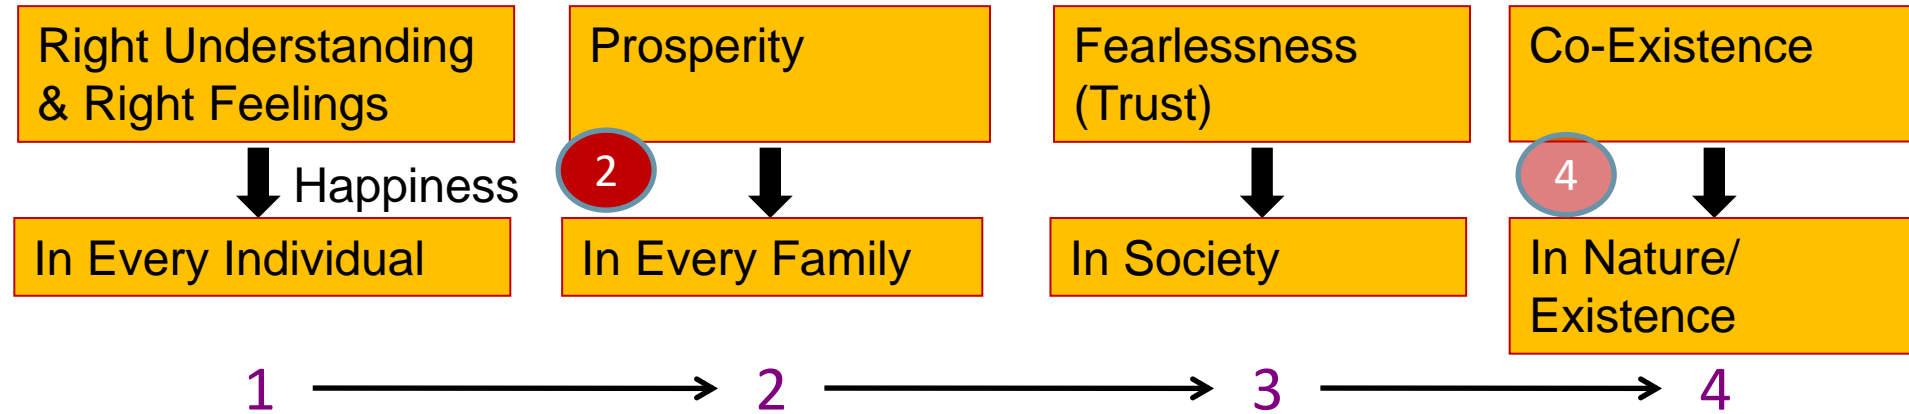 Right Understanding
& Right Feelings
Prosperity
Fearlessness
(Trust)
Co-Existence
Happiness
2
4
In Every Individual
In Every Family
In Society
In Nature/
Existence
1
2
3
4